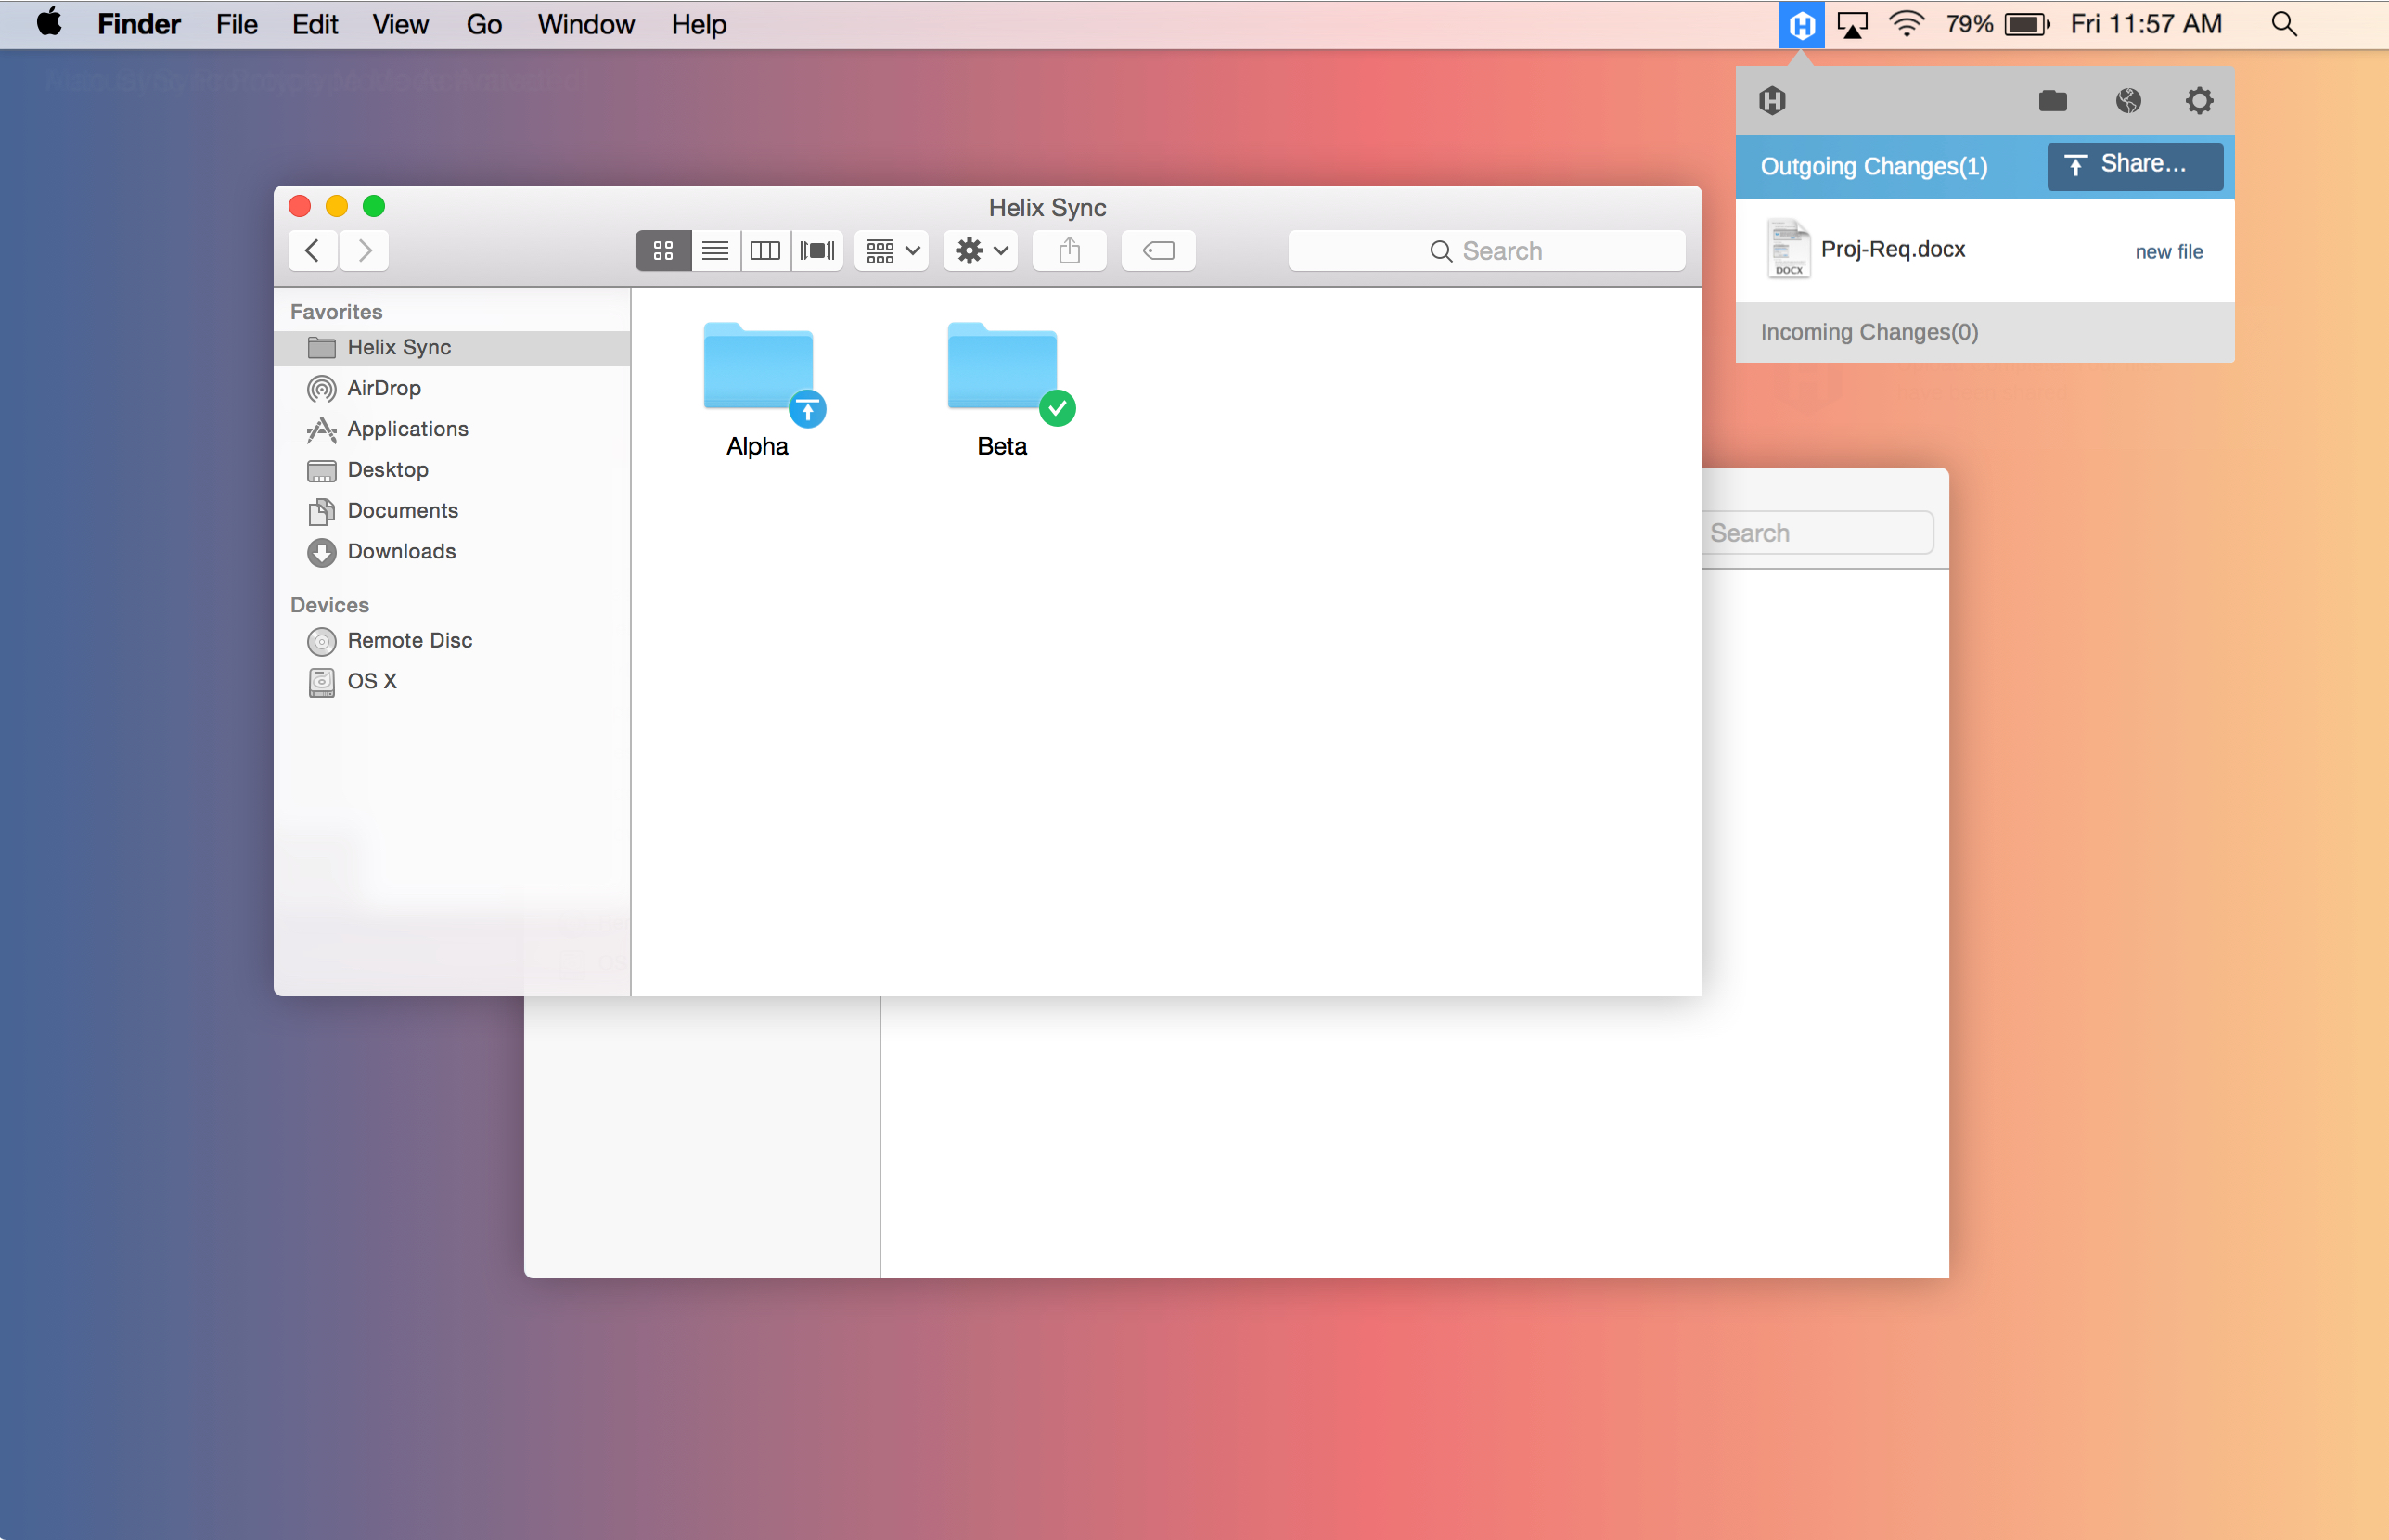 Finder File Edit View Go Window Help
79% Fri 11:57 AM
Outgoing Changes(1) Share...
DOCX Proj-Req.docx new file
Incoming Changes(0)
Helix Sync
Search
Favorites
Helix Sync
AirDrop
Applications
Desktop
Documents
Downloads
Devices
Remote Disc
OS X
Alpha
Beta
Search